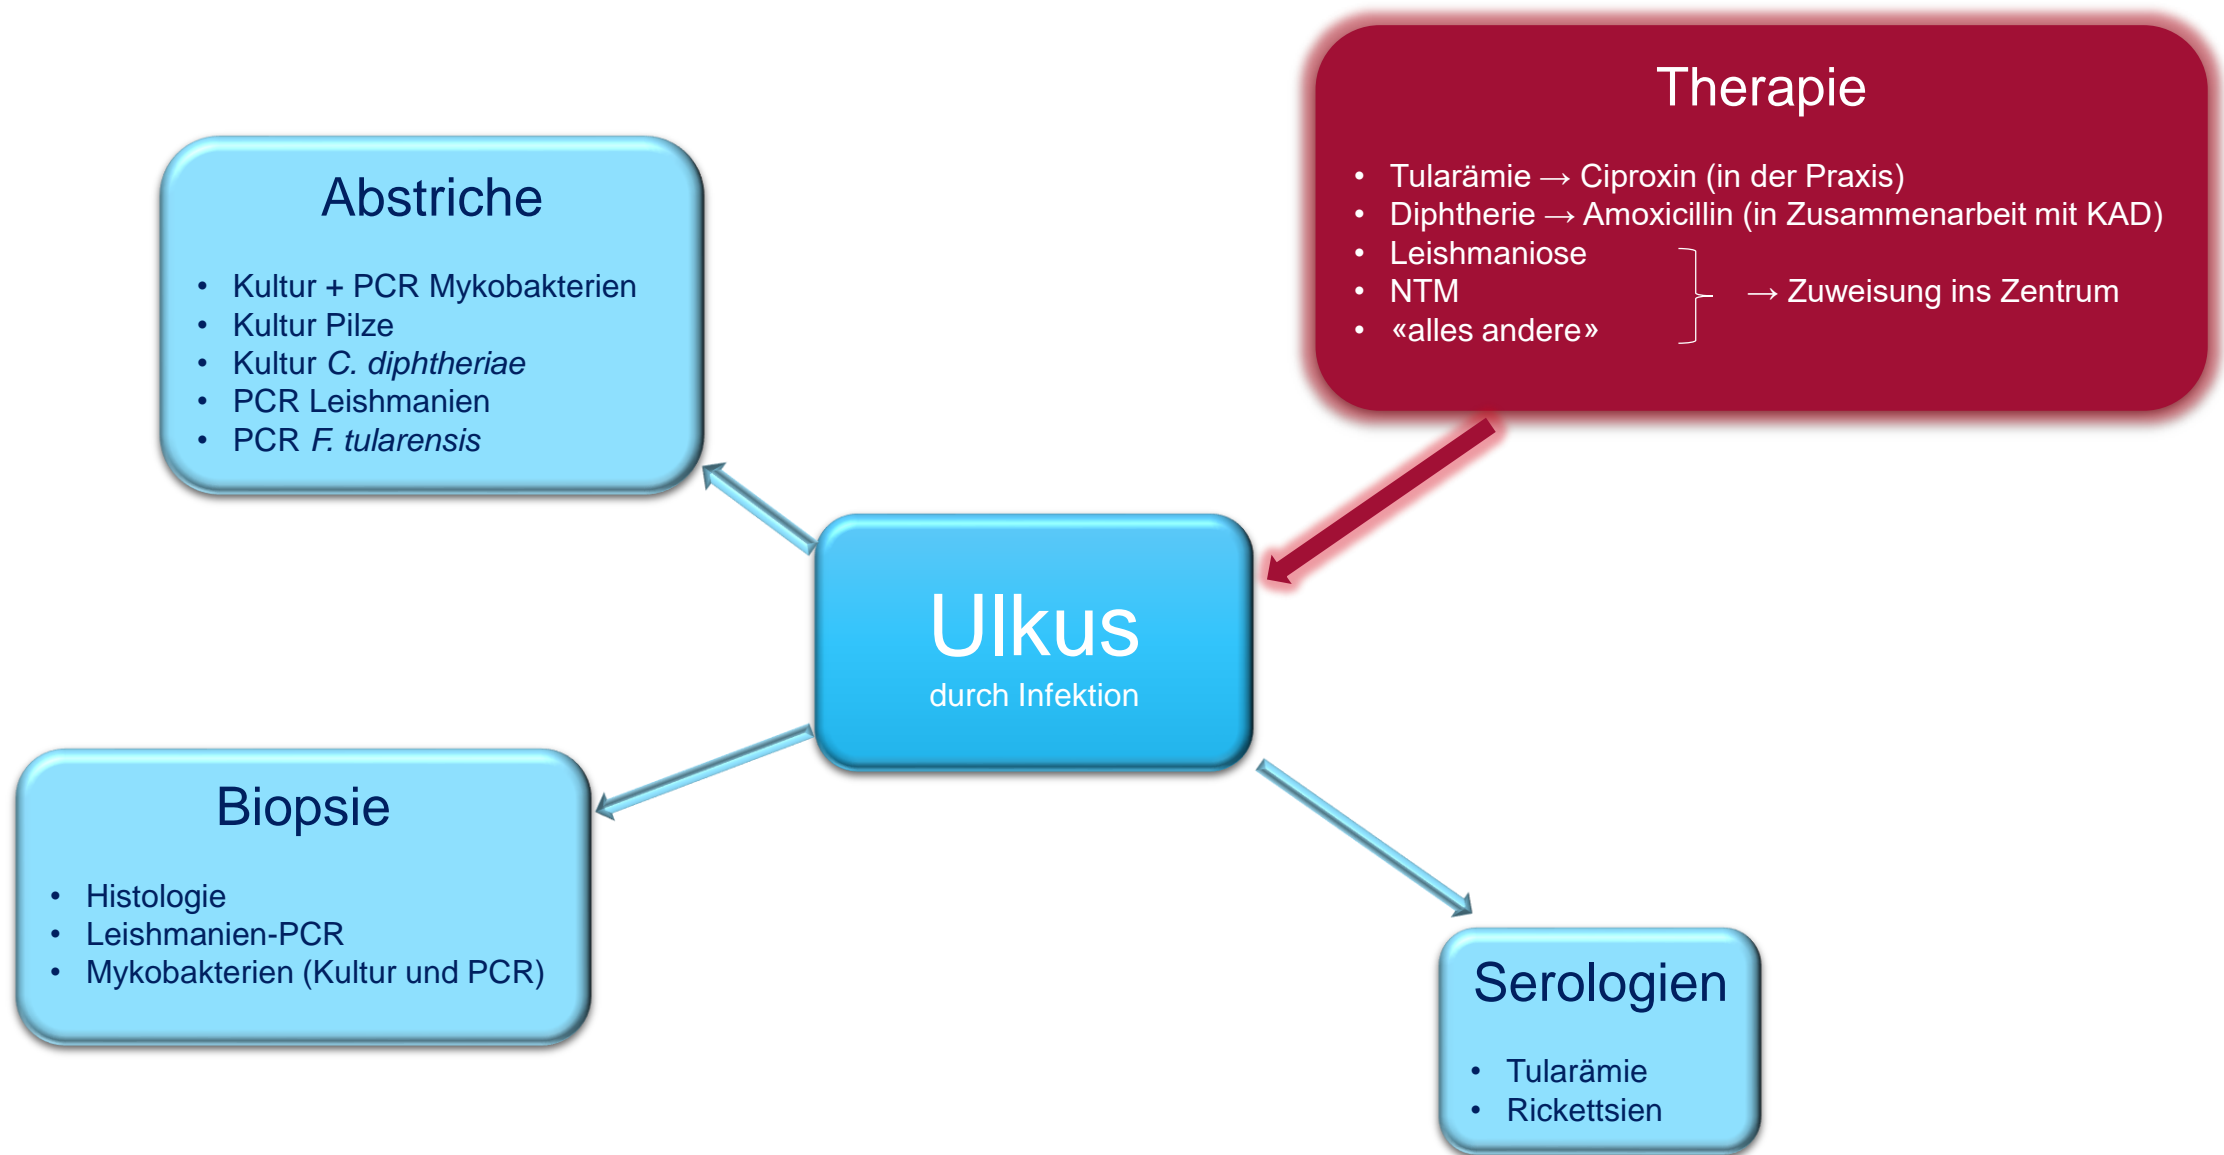 Therapie
• Tularämie → Ciproxin (in der Praxis)
• Diphtherie → Amoxicillin (in Zusammenarbeit mit KAD)
• Leishmaniose
• NTM → Zuweisung ins Zentrum
• «alles andere»
Abstriche
• Kultur + PCR Mykobakterien
• Kultur Pilze
• Kultur C. diphtheriae
• PCR Leishmanien
• PCR F. tularensis
Ulkus
durch Infektion
Biopsie
• Histologie
• Leishmanien-PCR
• Mykobakterien (Kultur und PCR)
Serologien
• Tularämie
• Rickettsien